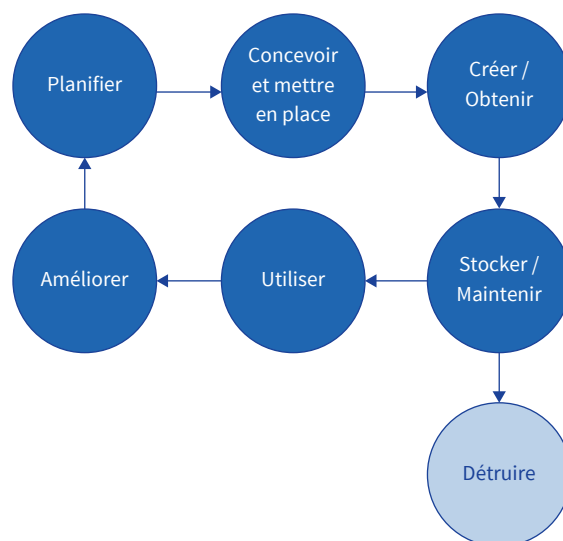 Planifier
Concevoir
et mettre
en place
Créer /
Obtenir
Améliorer
Utiliser
Stocker /
Maintenir
Détruire